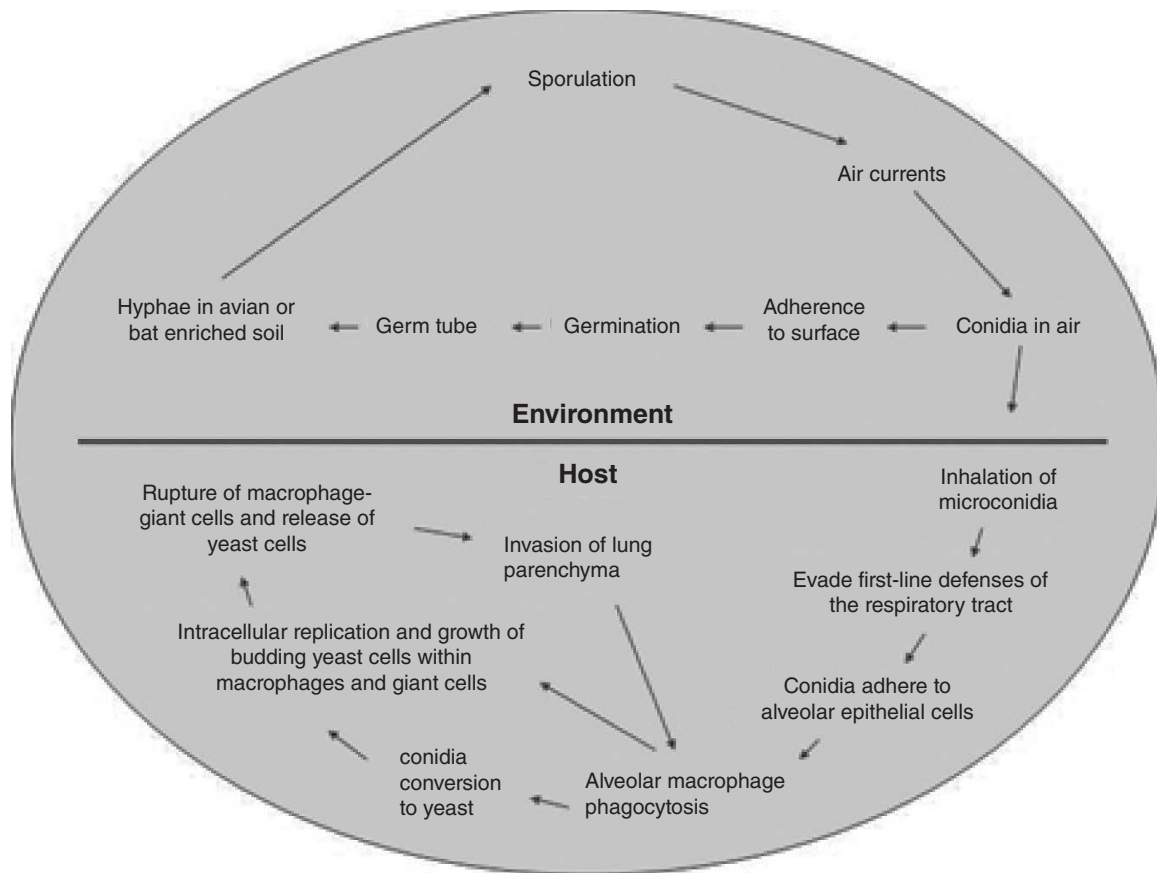 Sporulation
Air currents
Hyphae in avian or
bat enriched soil
Germ tube
Germination
Adherence
to surface
Conidia in air
Environment
Host
Inhalation of
microconidia
Rupture of macrophage-
giant cells and release of
yeast cells
Invasion of lung
parenchyma
Evade first-line defenses of
the respiratory tract
Intracellular replication and growth of
budding yeast cells within
macrophages and giant cells
Conidia adhere to
alveolar epithelial cells
conidia
conversion
to yeast
Alveolar macrophage
phagocytosis